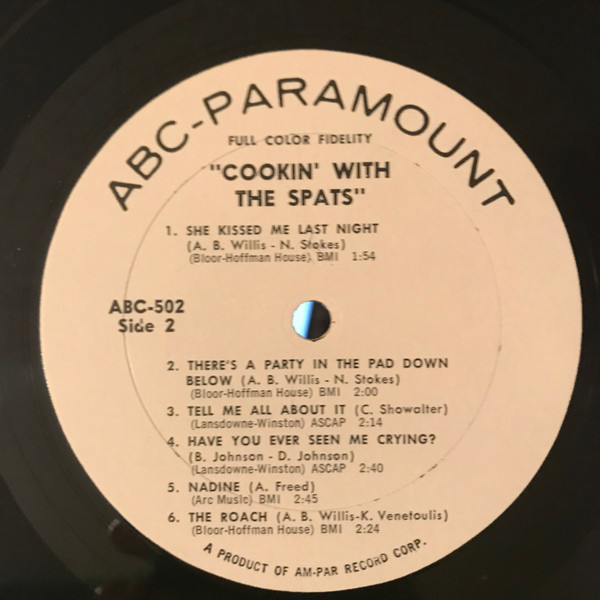 ABC-PARAMOUNT
FULL COLOR FIDELITY
"COOKIN' WITH
THE SPATS"
1. SHE KISSED ME LAST NIGHT
(A. B. Willis - N. Stokes)
(Bloor-Hoffman House) BMI 1:54
ABC-502
Side 2
2. THERE'S A PARTY IN THE PAD DOWN
BELOW (A. B. Willis - N. Stokes)
(Bloor-Hoffman House) BMI 2:00
3. TELL ME ALL ABOUT IT (C. Showalter)
(Lansdowne-Winston) ASCAP 2:14
4. HAVE YOU EVER SEEN ME CRYING?
(B. Johnson - D. Johnson)
(Lansdowne-Winston) ASCAP 2:40
5. NADINE (A. Freed)
(Arc Music) BMI 2:45
6. THE ROACH (A. B. Willis-K. Venetoulis)
(Bloor-Hoffman House) BMI 2:24
A PRODUCT OF AM-PAR RECORD CORP.